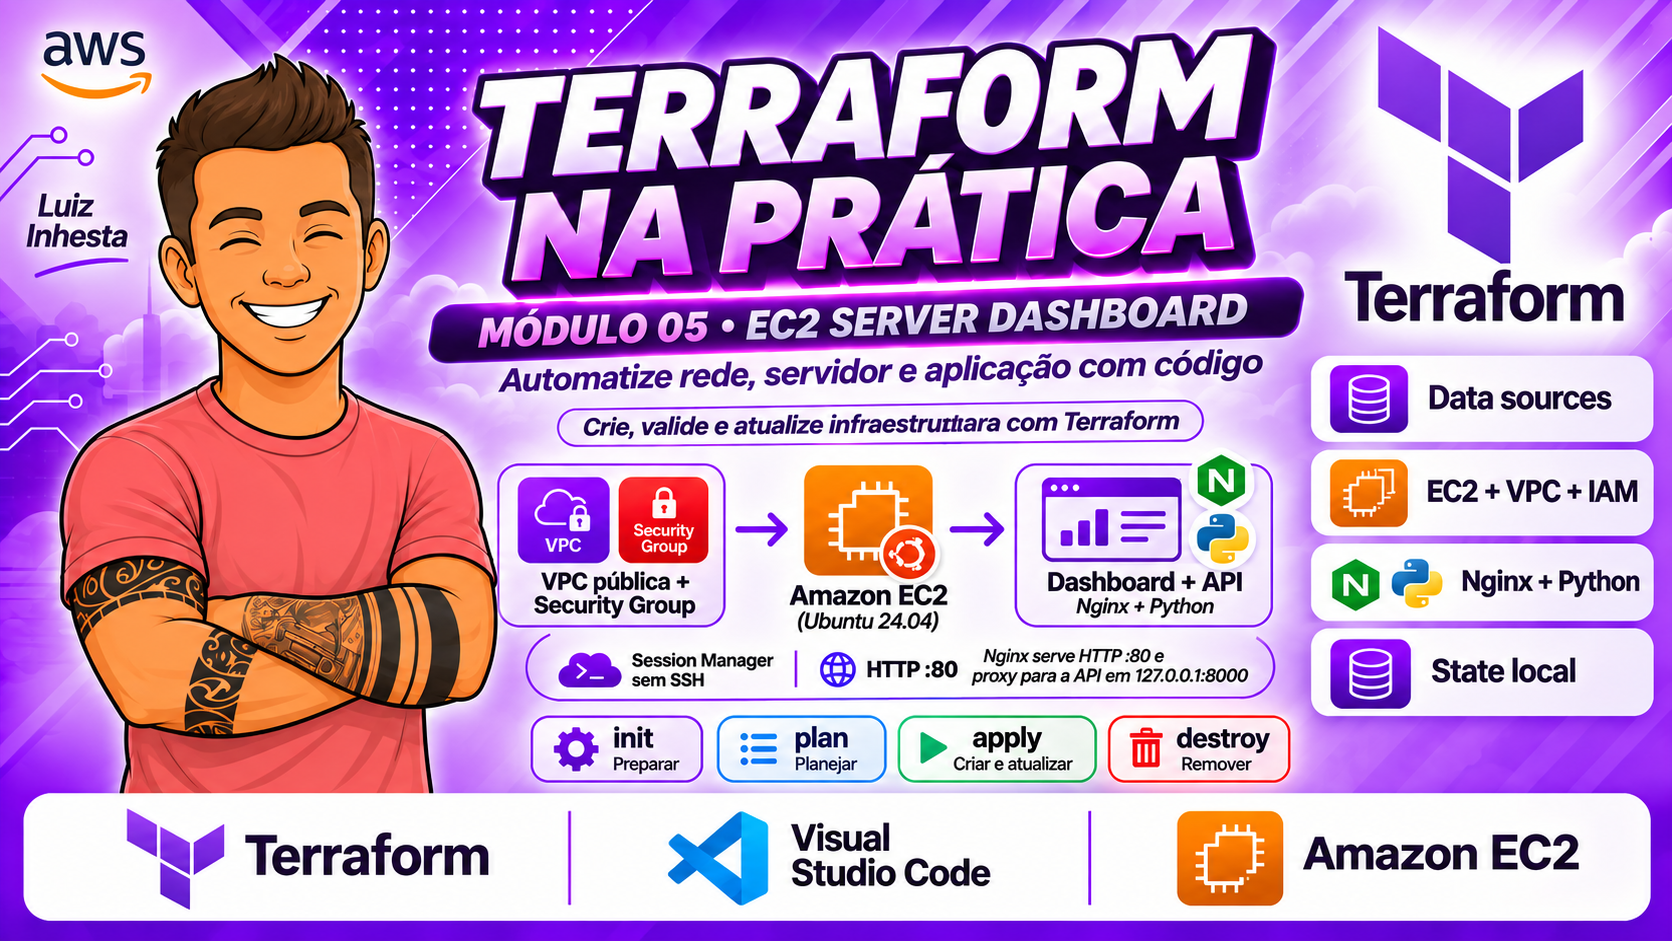 aws
Luiz
Inhesta
TERRAFORM
NA PRÁTICA
MÓDULO 05 • EC2 SERVER DASHBOARD
Automatize rede, servidor e aplicação com código
Crie, valide e atualize com Terraform
VPC
Security
Group
VPC pública +
Security Group
Amazon EC2
(Ubuntu 24.04)
N
Dashboard + API
Nginx + Python
Session Manager
sem SSH
HTTP :80
Nginx serve HTTP :80 e
proxy para a API em 127.0.0.1:8000
init
Preparar
plan
Planejar
apply
Criar e atualizar
destroy
Remover
Terraform
Data sources
EC2 + VPC + IAM
N
Nginx + Python
State local
Terraform
Visual
Studio Code
Amazon EC2